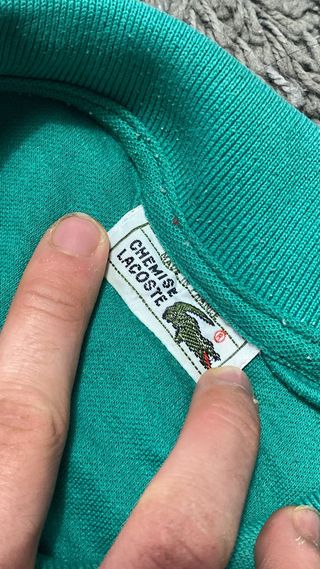 CHEMISE
LACOSTE
MADE IN FRANCE
®